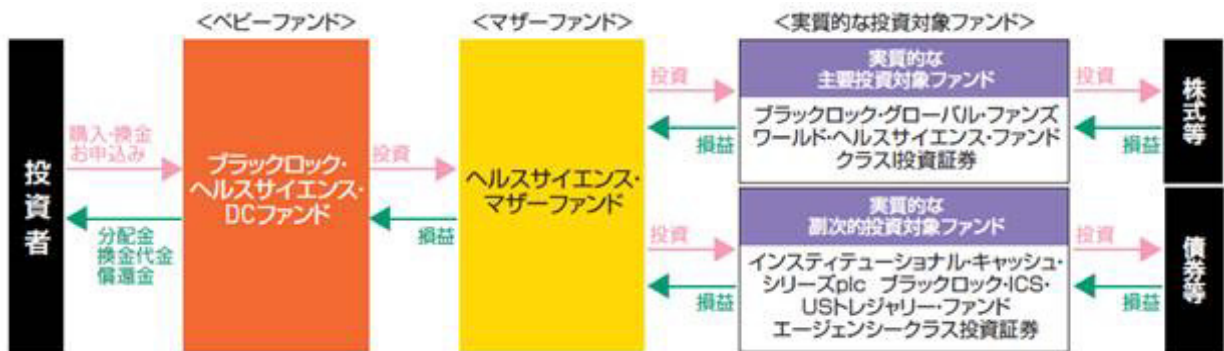 <ベビーファンド>
<マザーファンド>
<実質的な投資対象ファンド>
投資者
購入・換金
お申込み
分配金
換金代金
償還金
ブラックロック・
ヘルスサイエンス・
DCファンド
投資
損益
ヘルスサイエンス・
マザーファンド
投資
損益
実質的な
主要投資対象ファンド
ブラックロック・グローバル・ファンズ
ワールド・ヘルスサイエンス・ファンド
クラスI投資証券
投資
損益
株式等
投資
損益
実質的な
副次的投資対象ファンド
インスティテューショナル・キャッシュ・
シリーズplc ブラックロック・ICS・
USトレジャリー・ファンド
エージェンシークラス投資証券
投資
損益
債券等